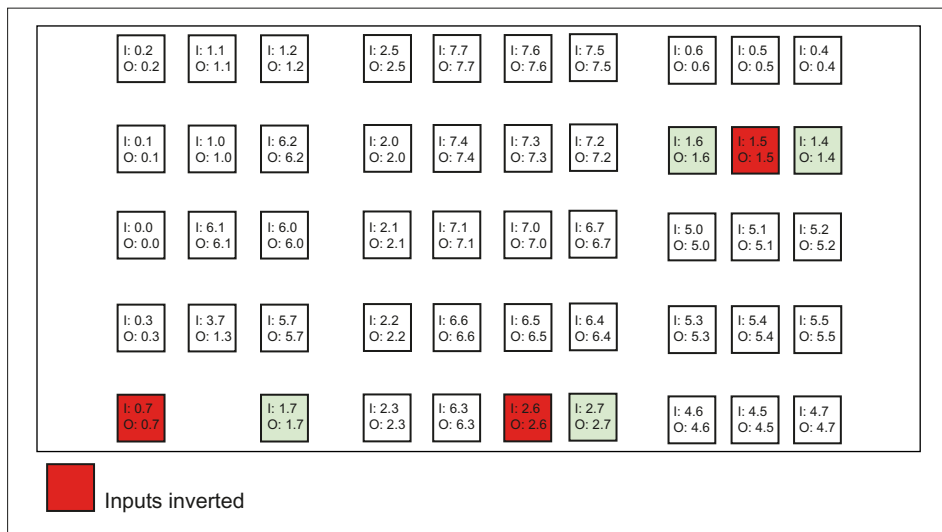 I: 0.2
O: 0.2
I: 1.1
O: 1.1
I: 1.2
O: 1.2
I: 2.5
O: 2.5
I: 7.7
O: 7.7
I: 7.6
O: 7.6
I: 7.5
O: 7.5
I: 0.6
O: 0.6
I: 0.5
O: 0.5
I: 0.4
O: 0.4
I: 0.1
O: 0.1
I: 1.0
O: 1.0
I: 6.2
O: 6.2
I: 2.0
O: 2.0
I: 7.4
O: 7.4
I: 7.3
O: 7.3
I: 7.2
O: 7.2
I: 1.6
O: 1.6
I: 1.5
O: 1.5
I: 1.4
O: 1.4
I: 0.0
O: 0.0
I: 6.1
O: 6.1
I: 6.0
O: 6.0
I: 2.1
O: 2.1
I: 7.1
O: 7.1
I: 7.0
O: 7.0
I: 6.7
O: 6.7
I: 5.0
O: 5.0
I: 5.1
O: 5.1
I: 5.2
O: 5.2
I: 0.3
O: 0.3
I: 3.7
O: 1.3
I: 5.7
O: 5.7
I: 2.2
O: 2.2
I: 6.6
O: 6.6
I: 6.5
O: 6.5
I: 6.4
O: 6.4
I: 5.3
O: 5.3
I: 5.4
O: 5.4
I: 5.5
O: 5.5
I: 0.7
O: 0.7
I: 1.7
O: 1.7
I: 2.3
O: 2.3
I: 6.3
O: 6.3
I: 2.6
O: 2.6
I: 2.7
O: 2.7
I: 4.6
O: 4.6
I: 4.5
O: 4.5
I: 4.7
O: 4.7
Inputs inverted